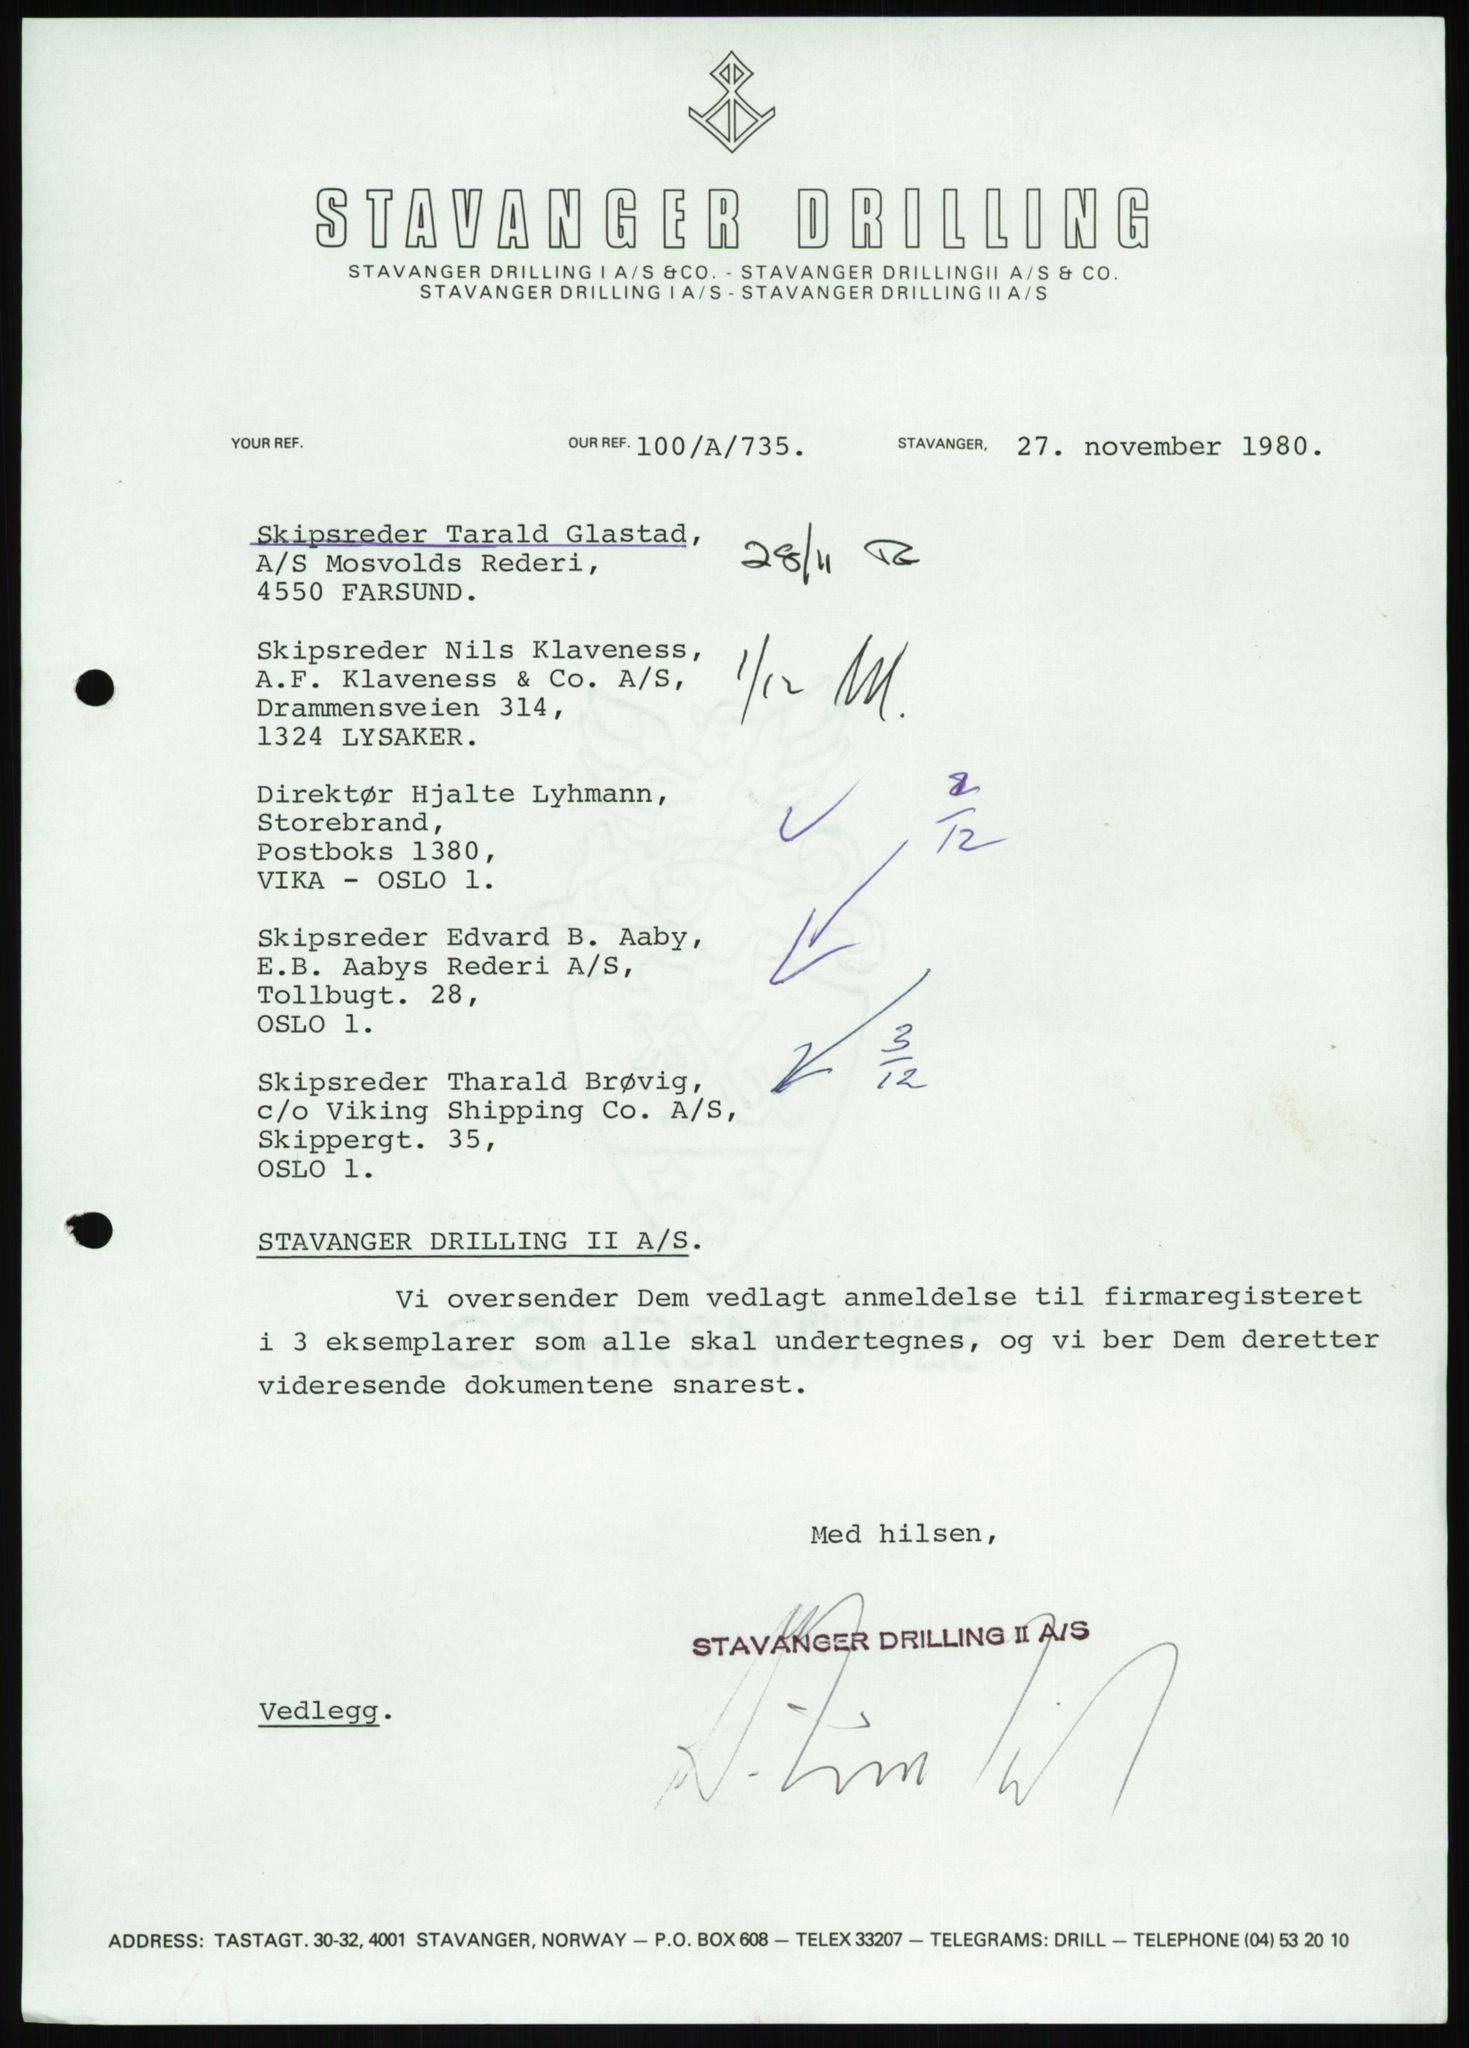 STAVANGER DRILLING
STAVANGER DRILLING I A/S & CO. - STAVANGER DRILLING II A/S & CO.
STAVANGER DRILLING I A/S - STAVANGER DRILLING II A/S
YOUR REF. OUR REF. 100/A/735. STAVANGER, 27. november 1980.
Skipsreder Tarald Glastad,
A/S Mosvolds Rederi, 28/11
4550 FARSUND.
Skipsreder Nils Klaveness,
A.F. Klaveness & Co. A/S, 1/12
Drammensveien 314,
1324 LYSAKER.
Direktør Hjalte Lyhmann,
Storebrand, 2/12
Postboks 1380,
VIKA - OSLO 1.
Skipsreder Edvard B. Aaby,
E.B. Aabys Rederi A/S,
Tollbugt. 28,
OSLO 1.
Skipsreder Tharald Brøvig, 3/12
c/o Viking Shipping Co. A/S,
Skippergt. 35,
OSLO 1.
STAVANGER DRILLING II A/S.
Vi oversender Dem vedlagt anmeldelse til firmaregisteret
i 3 eksemplarer som alle skal undertegnes, og vi ber Dem deretter
videresende dokumentene snarest.
GOHRSMÜHLE
Med hilsen,
STAVANGER DRILLING II A/S
Vedlegg.
ADDRESS: TASTAGT. 30-32, 4001 STAVANGER, NORWAY — P.O. BOX 608 — TELEX 33207 — TELEGRAMS: DRILL — TELEPHONE (04) 53 20 10